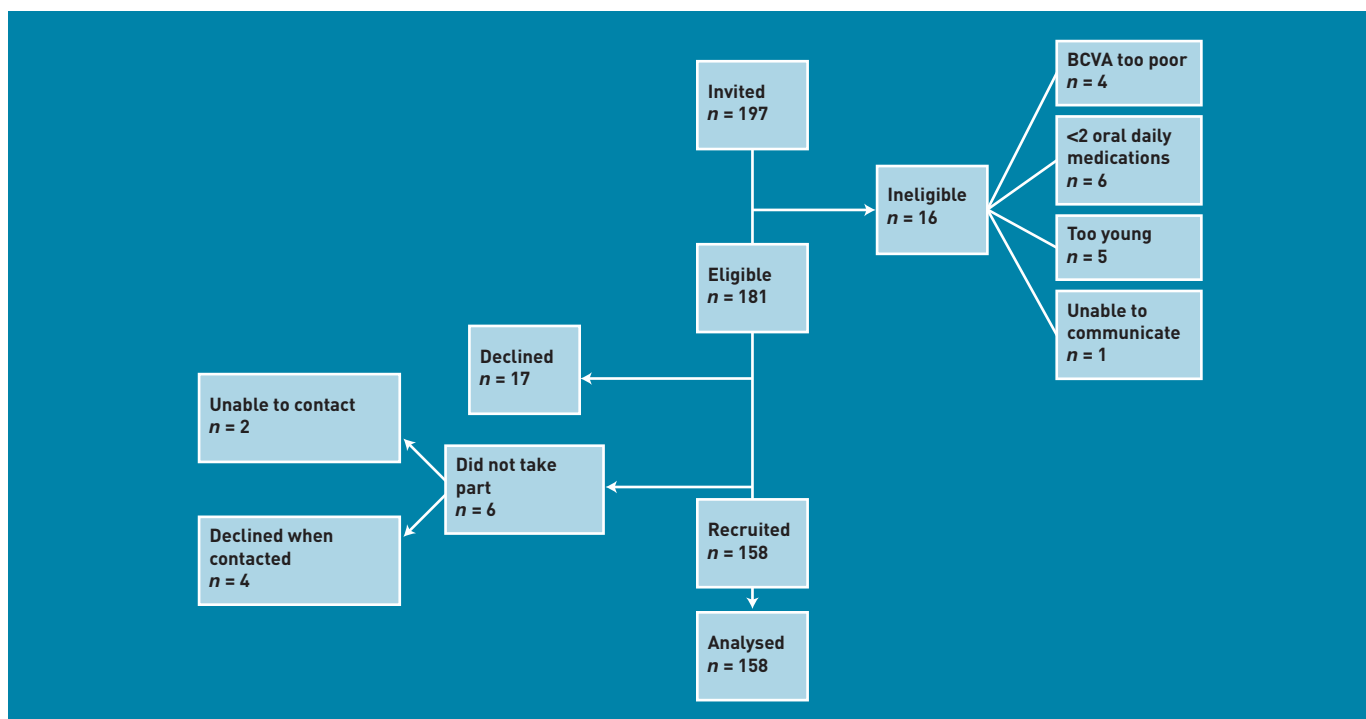 Invited
n = 197
BCVA too poor
n = 4
<2 oral daily
medications
n = 6
Ineligible
n = 16
Too young
n = 5
Unable to
communicate
n = 1
Eligible
n = 181
Declined
n = 17
Unable to contact
n = 2
Did not take
part
n = 6
Declined when
contacted
n = 4
Recruited
n = 158
Analysed
n = 158